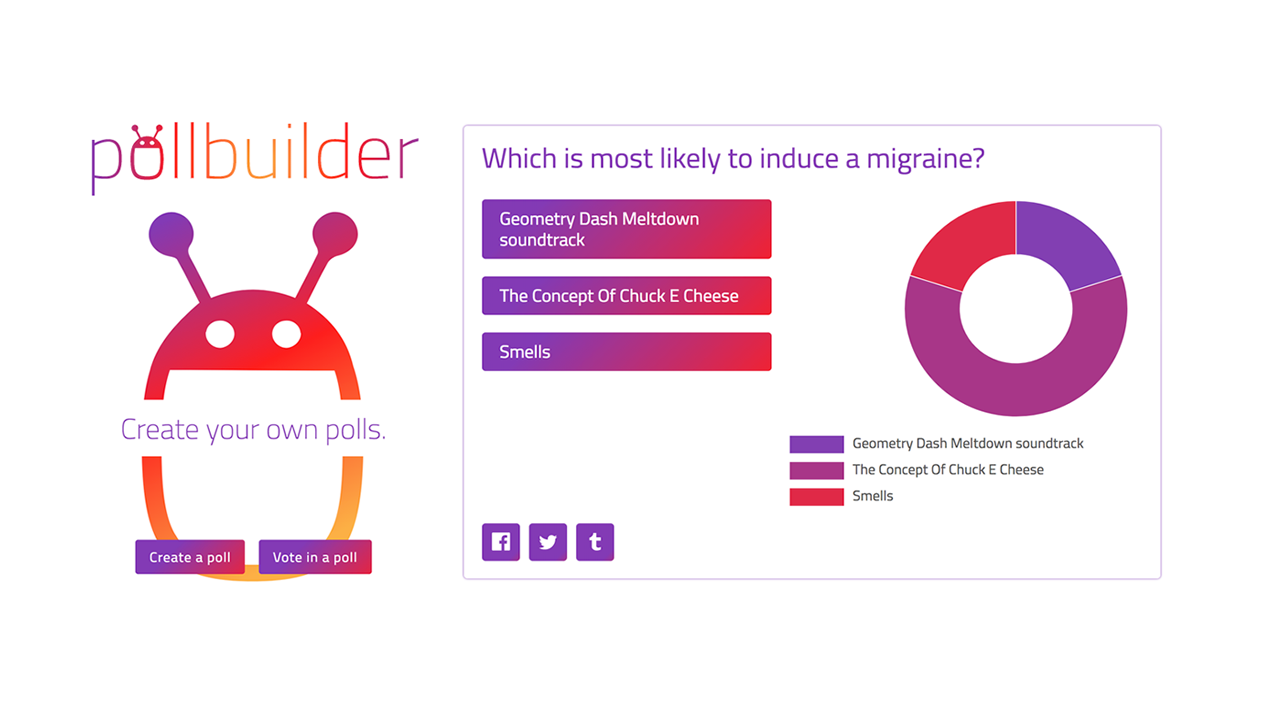 pollbuilder
Create your own polls.
Create a poll
Vote in a poll
Which is most likely to induce a migraine?
Geometry Dash Meltdown
soundtrack
The Concept Of Chuck E Cheese
Smells
Geometry Dash Meltdown soundtrack
The Concept Of Chuck E Cheese
Smells